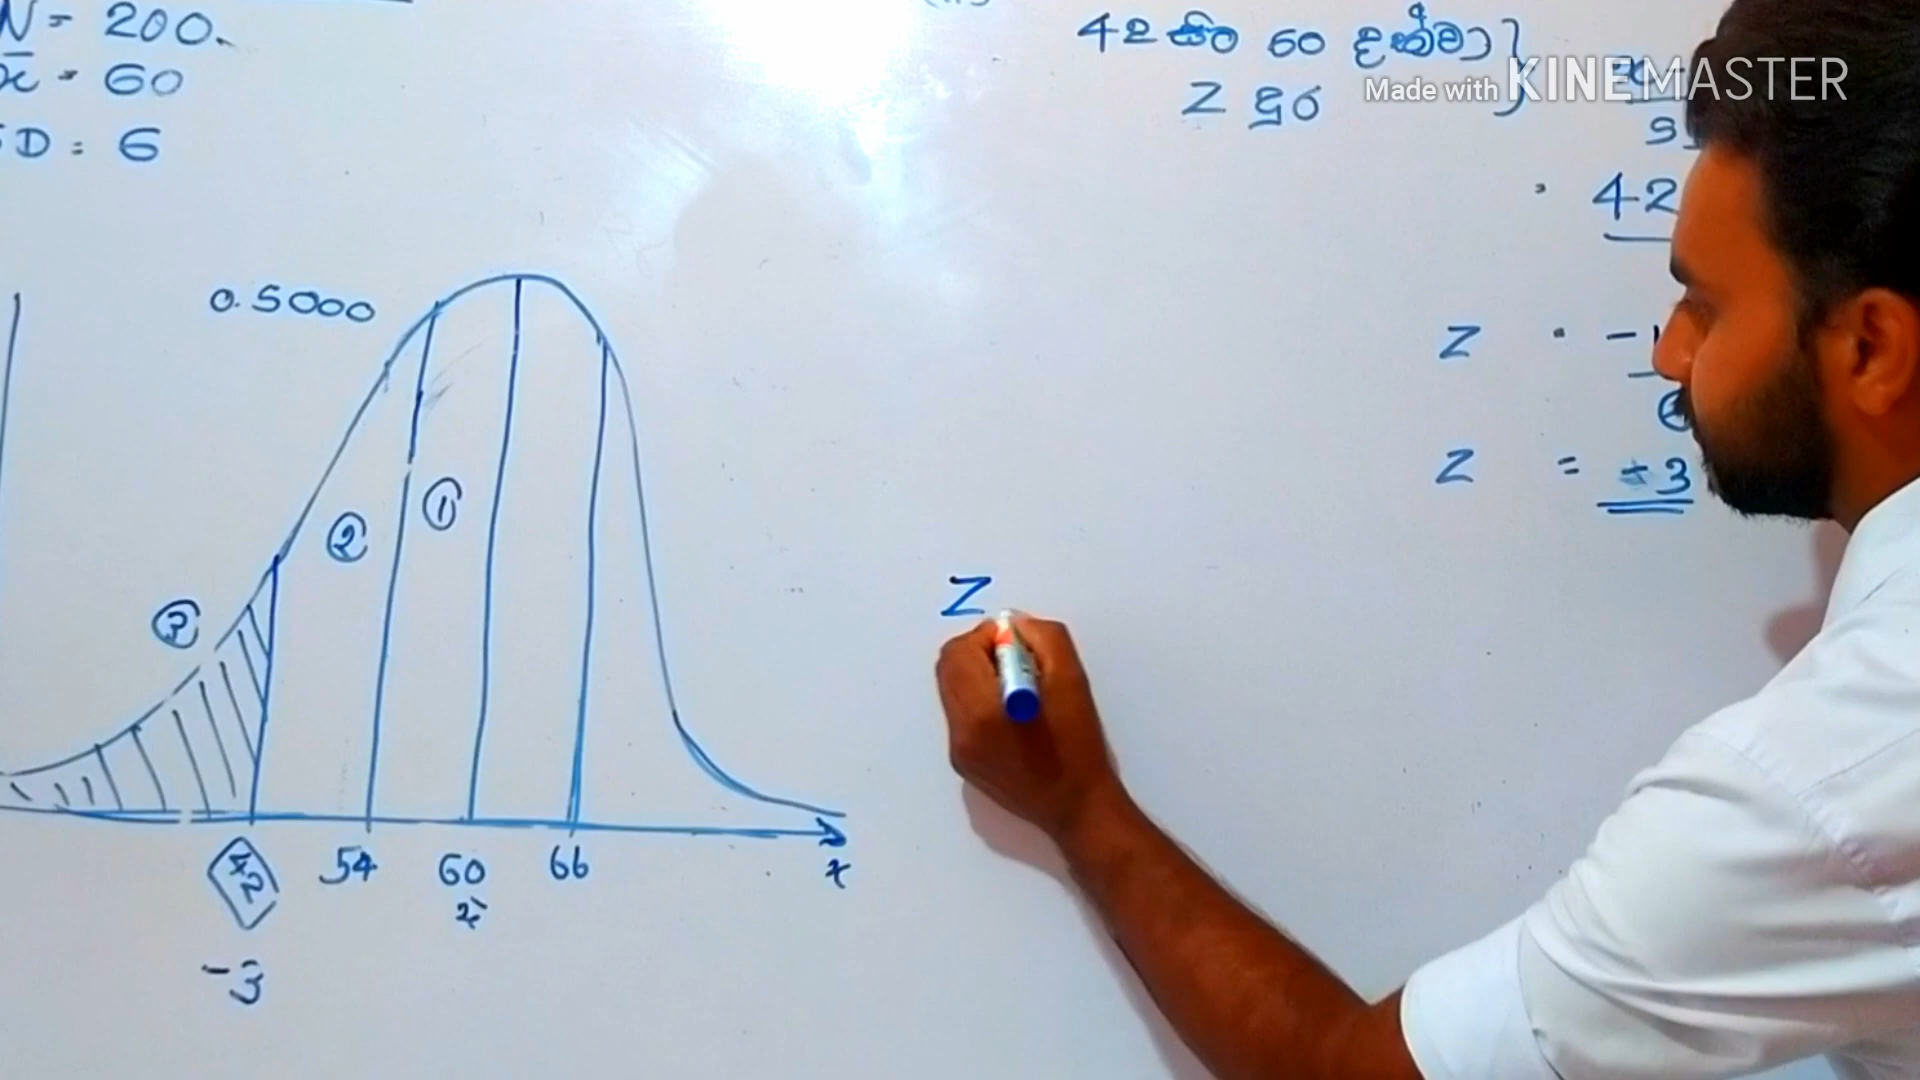 N = 200.
x̄ = 60
SD = 6
42 සිට 60 දක්වා }
Z දුර
Made with KINEMASTER
= 42
Z = -
Z = -3
0.5000
①
②
③
Z
42 54 60 66 x
x̄
-3